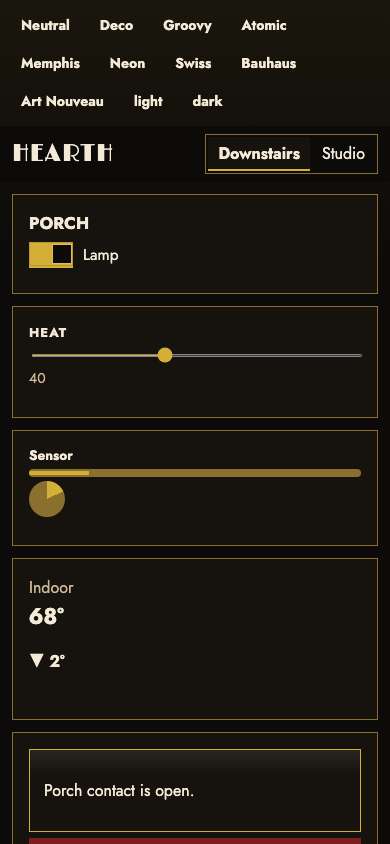 Neutral Deco Groovy Atomic
Memphis Neon Swiss Bauhaus
Art Nouveau light dark
HEARTH Downstairs Studio
PORCH
Lamp
HEAT
40
Sensor
Indoor
68°
▼ 2°
Porch contact is open.